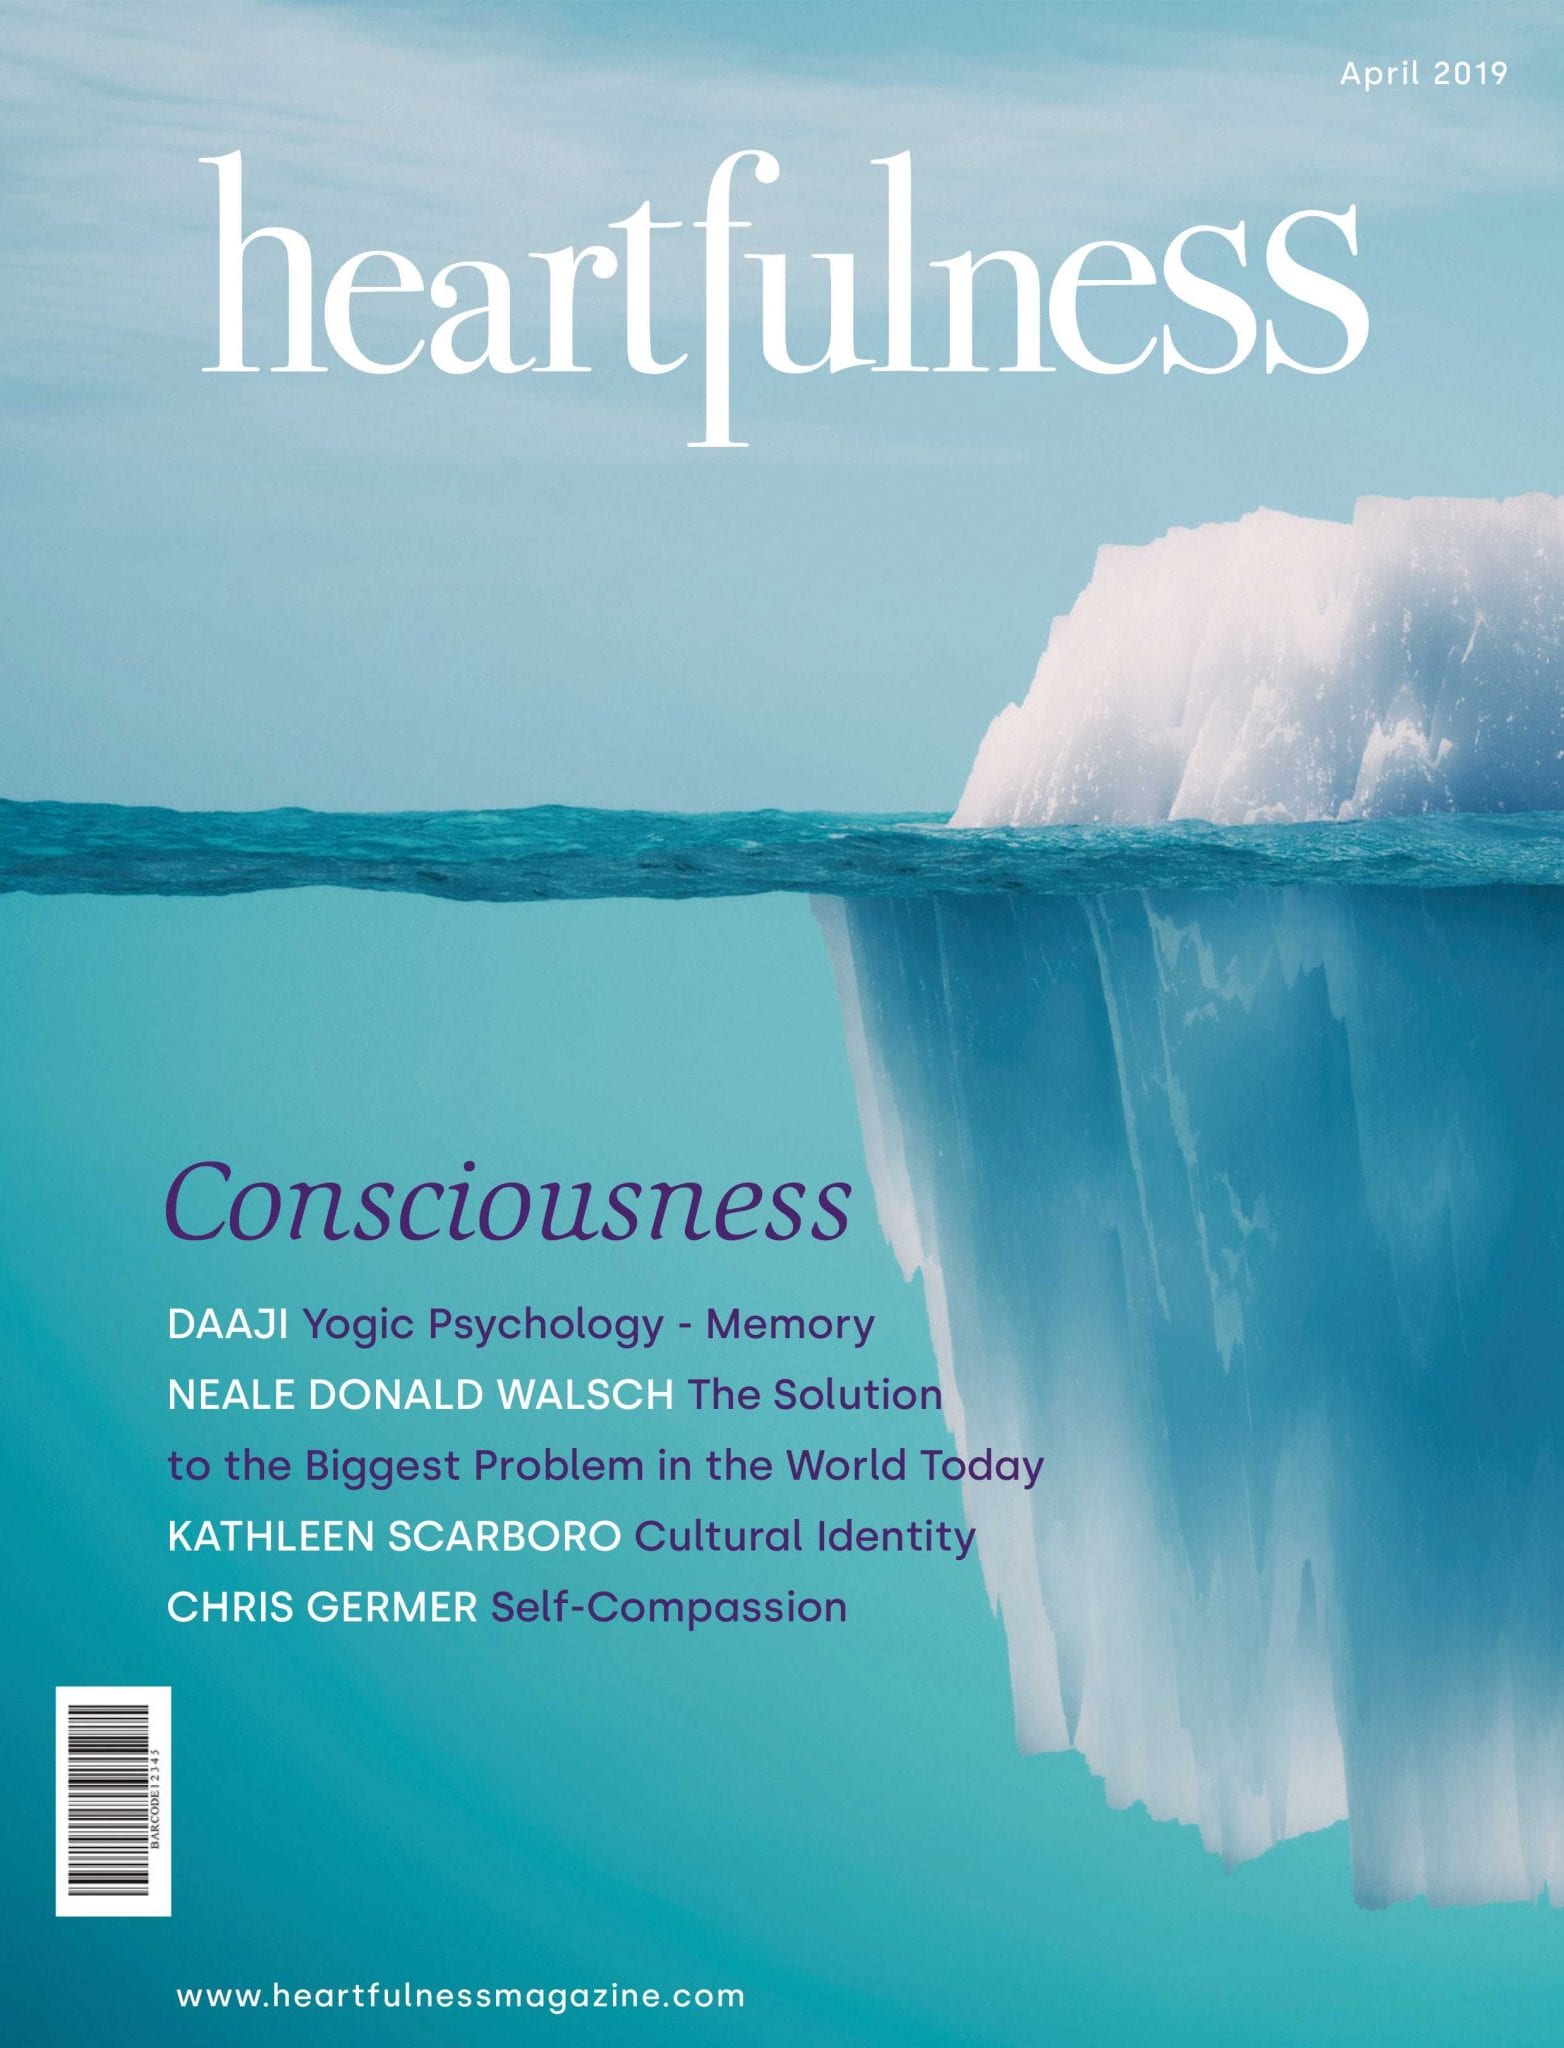 April 2019
heartfulness
Consciousness
DAAJI Yogic Psychology - Memory
NEALE DONALD WALSCH The Solution
to the Biggest Problem in the World Today
KATHLEEN SCARBORO Cultural Identity
CHRIS GERMER Self-Compassion
BARCODE12345
www.heartfulnessmagazine.com